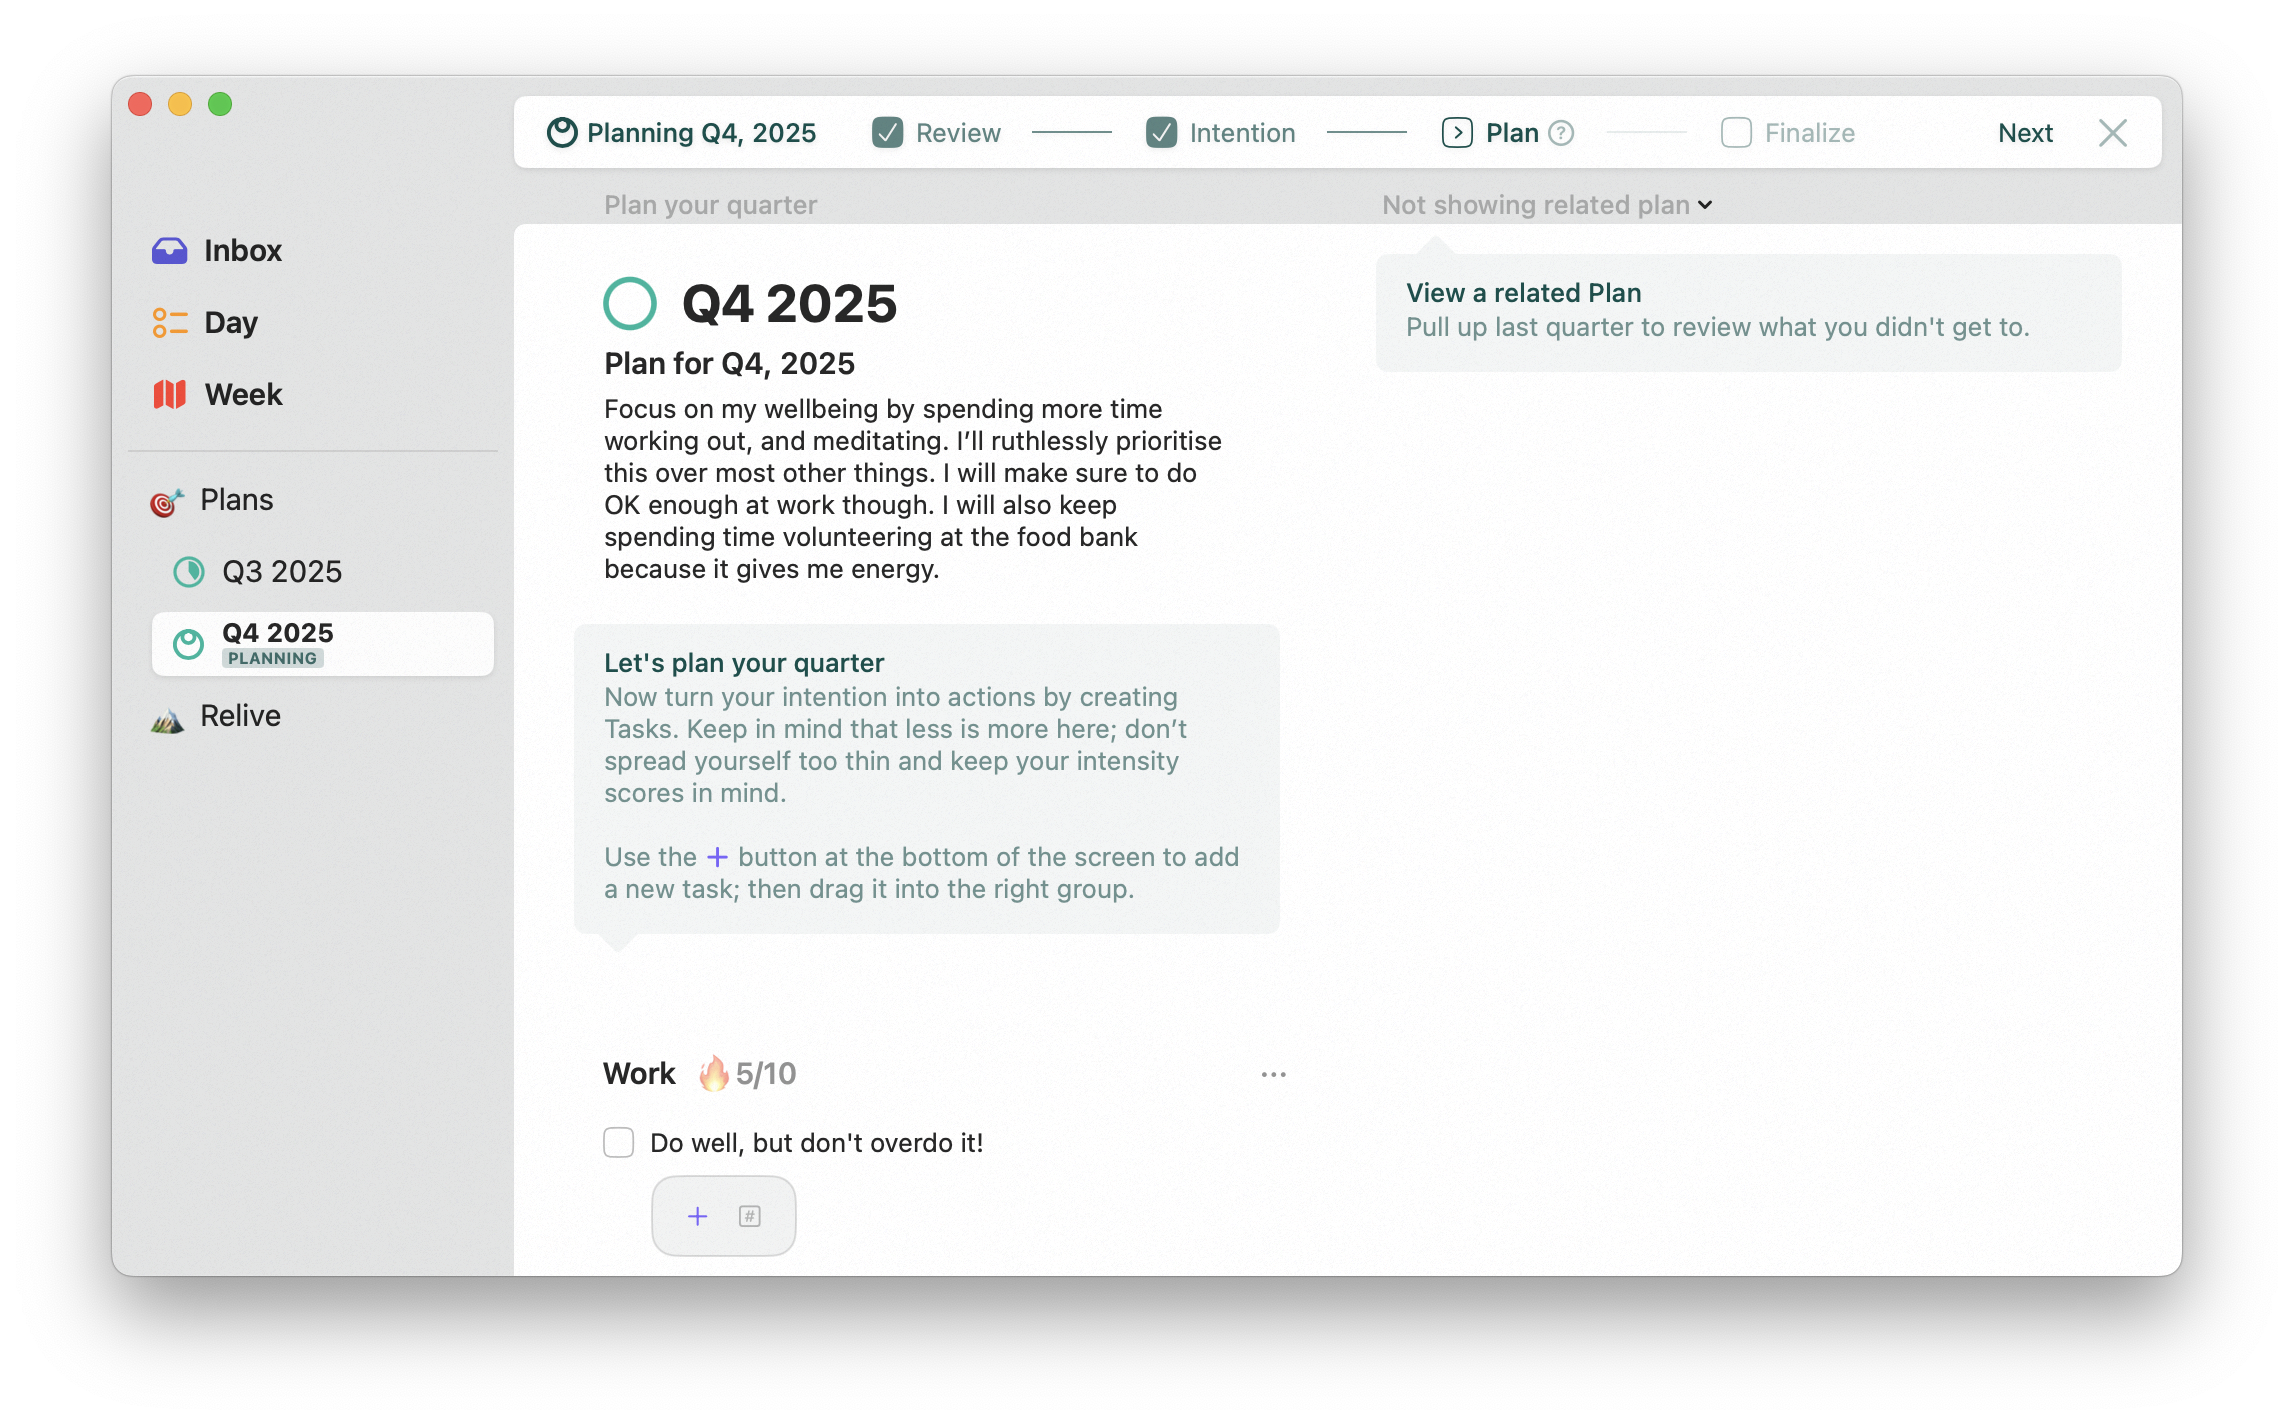 Planning Q4, 2025
Review
Intention
Plan ?
Finalize
Next
Inbox
Day
Week
Plans
Q3 2025
Q4 2025
PLANNING
Relive
Plan your quarter
Q4 2025
Plan for Q4, 2025
Focus on my wellbeing by spending more time
working out, and meditating. I’ll ruthlessly prioritise
this over most other things. I will make sure to do
OK enough at work though. I will also keep
spending time volunteering at the food bank
because it gives me energy.
Let's plan your quarter
Now turn your intention into actions by creating
Tasks. Keep in mind that less is more here; don’t
spread yourself too thin and keep your intensity
scores in mind.
Use the + button at the bottom of the screen to add
a new task; then drag it into the right group.
Work 🔥 5/10
Do well, but don't overdo it!
+ #
Not showing related plan
View a related Plan
Pull up last quarter to review what you didn't get to.